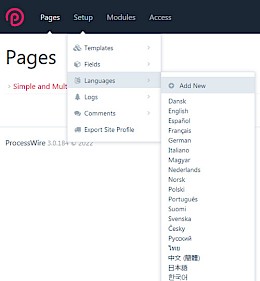 Pages Setup Modules Access
Pages
Templates
Simple and Mult
Fields
Languages
Logs
Comments
Export Site Profile
ProcessWire 3.0.184 © 2022
Add New
Dansk
English
Español
Français
German
Italiano
Magyar
Nederlands
Norsk
Polski
Português
Suomi
Svenska
Česky
Русский
ไทย
中文 (簡體)
日本語
한국어